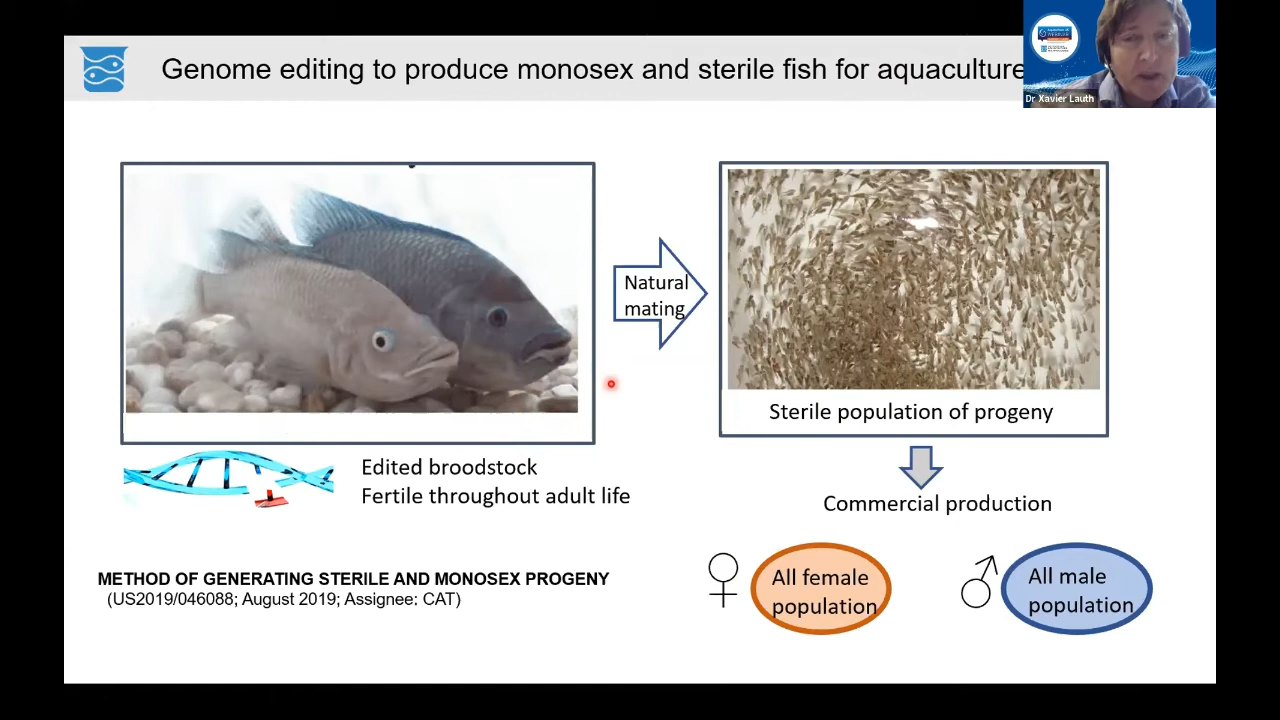 Genome editing to produce monosex and sterile fish for aquaculture
Dr Xavier Lauth
Natural
mating
Sterile population of progeny
Edited broodstock
Fertile throughout adult life
Commercial production
METHOD OF GENERATING STERILE AND MONOSEX PROGENY
(US2019/046088; August 2019; Assignee: CAT)
All female
population
All male
population